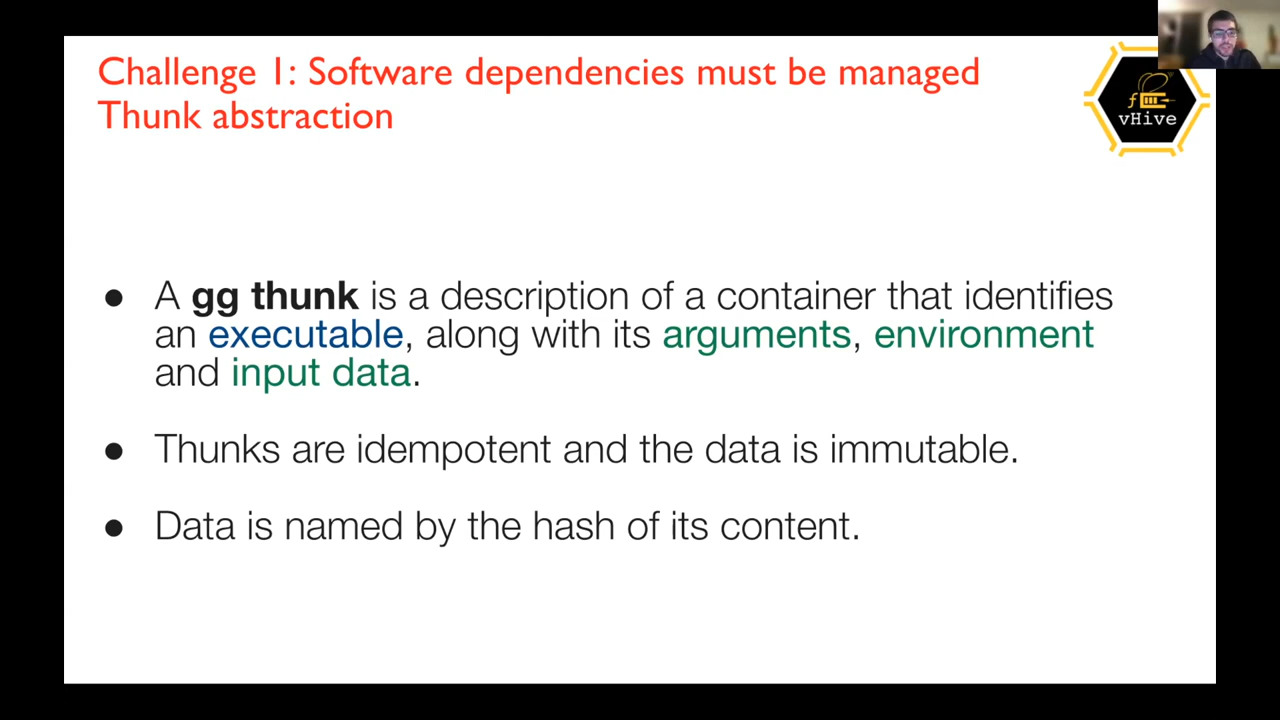 Challenge 1: Software dependencies must be managed
Thunk abstraction
vHive
● A gg thunk is a description of a container that identifies
an executable, along with its arguments, environment
and input data.
● Thunks are idempotent and the data is immutable.
● Data is named by the hash of its content.